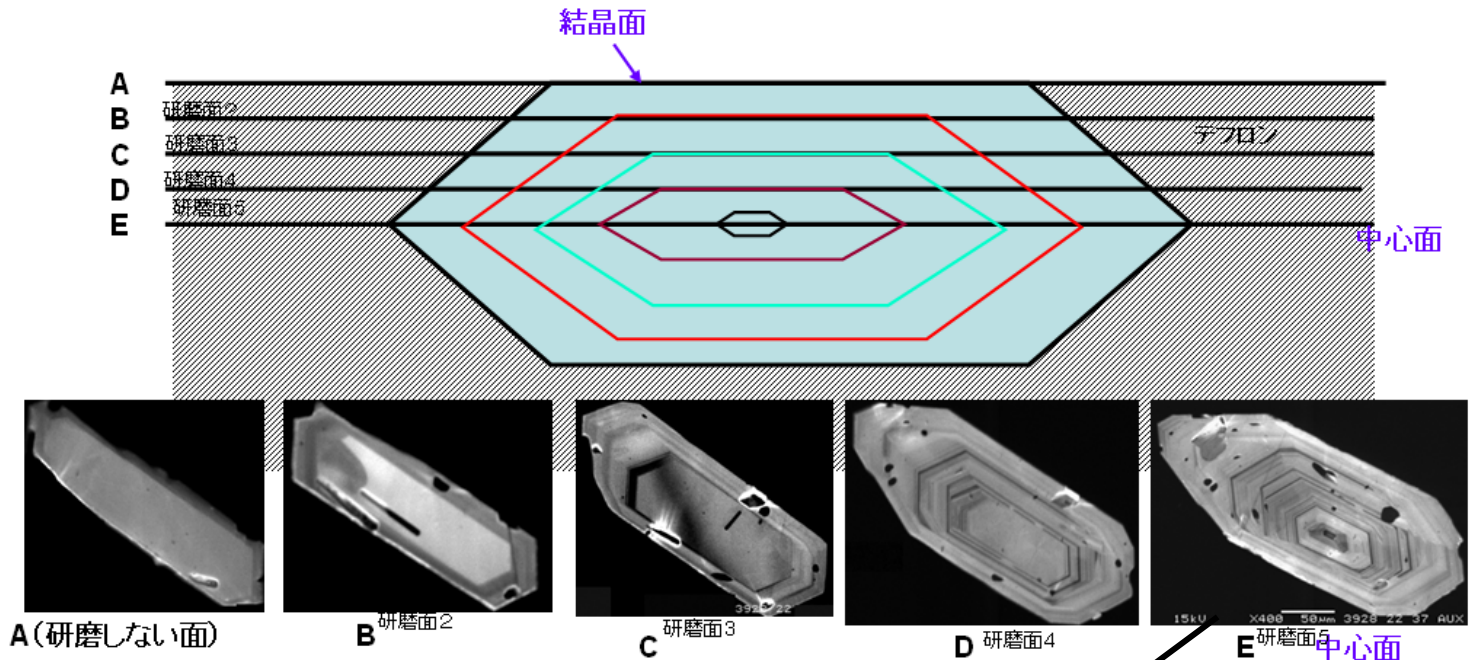 結晶面
A
研磨面2
B
研磨面3
テフロン
C
研磨面4
D
研磨面5
E
中心面
3928 22
15kU X400 50μm 3928 22 37 AUX
A(研磨しない面)
B 研磨面2
C 研磨面3
D 研磨面4
E 研磨面5
中心面